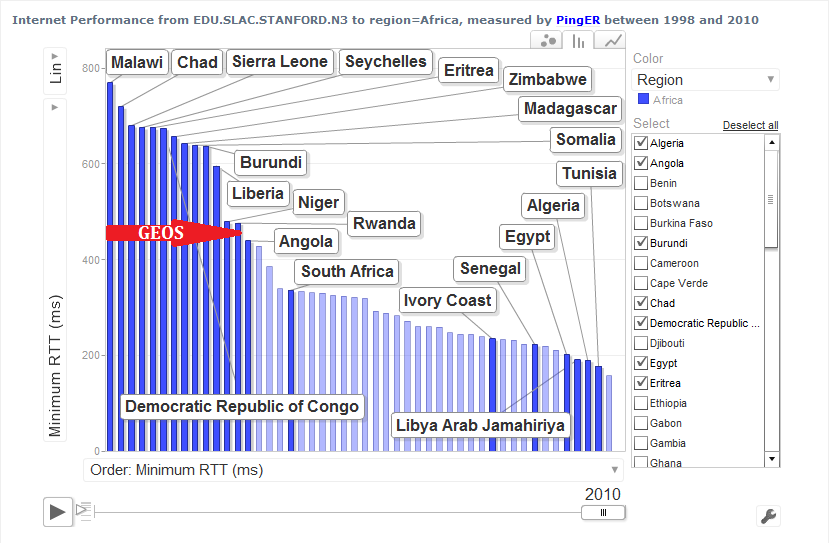 Internet Performance from EDU.SLAC.STANFORD.N3 to region=Africa, measured by PingER between 1998 and 2010
Lin
Minimum RTT (ms)
800
600
400
200
0
Malawi
Chad
Sierra Leone
Seychelles
Eritrea
Zimbabwe
Madagascar
Somalia
Burundi
Tunisia
Liberia
Niger
Algeria
Rwanda
GEOS
Angola
Egypt
South Africa
Senegal
Ivory Coast
Democratic Republic of Congo
Libya Arab Jamahiriya
Order: Minimum RTT (ms)
2010
Color
Region
Africa
Select
Deselect all
Algeria
Angola
Benin
Botswana
Burkina Faso
Burundi
Cameroon
Cape Verde
Chad
Democratic Republic ...
Djibouti
Egypt
Eritrea
Ethiopia
Gabon
Gambia
Ghana